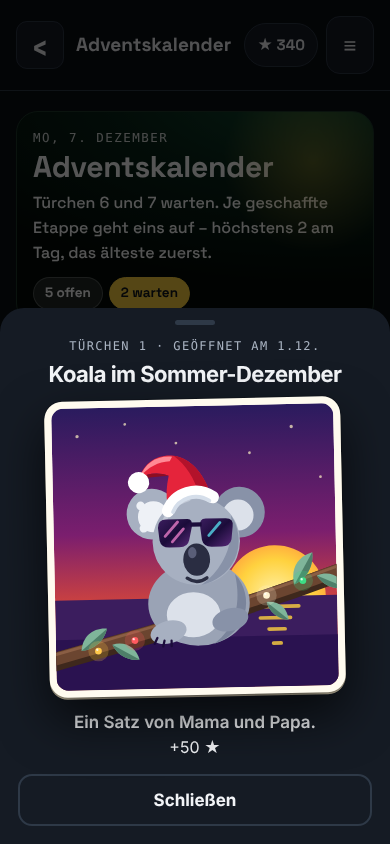 <
Adventskalender
★ 340
≡
MO, 7. DEZEMBER
Adventskalender
Türchen 6 und 7 warten. Je geschaffte
Etappe geht eins auf – höchstens 2 am
Tag, das älteste zuerst.
5 offen
2 warten
TÜRCHEN 1 · GEÖFFNET AM 1.12.
Koala im Sommer-Dezember
Ein Satz von Mama und Papa.
+50 ★
Schließen